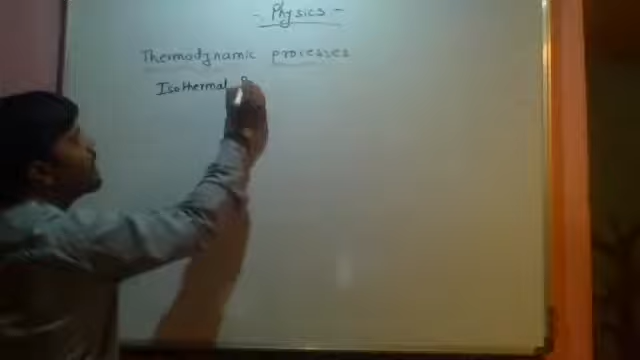 - Physics -
Thermodynamic processes
Isothermal